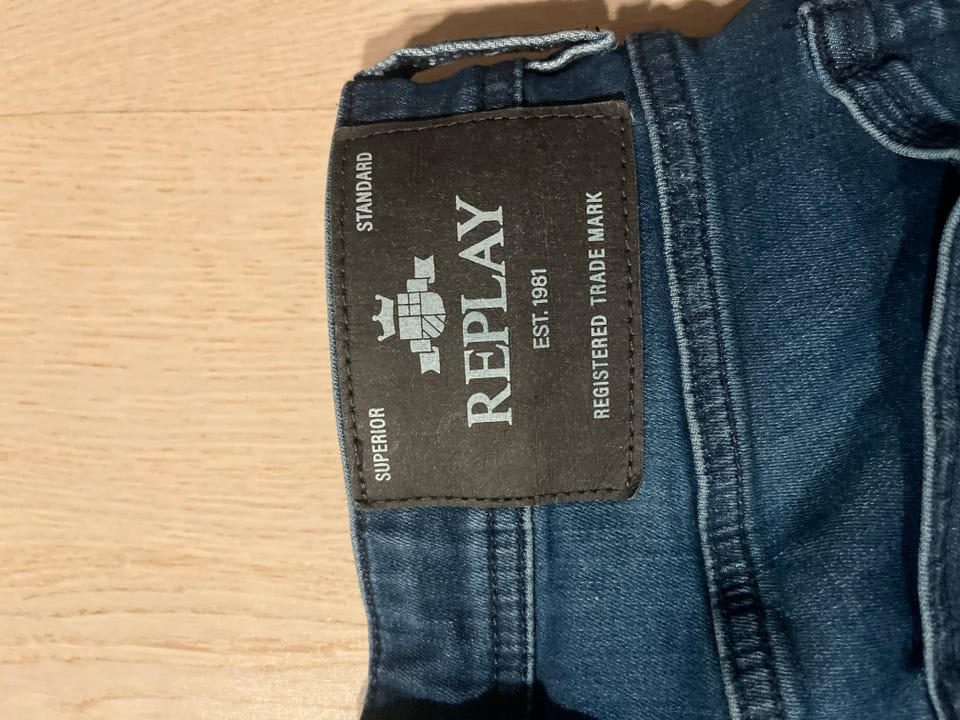 SUPERIOR STANDARD
REPLAY
EST. 1981
REGISTERED TRADE MARK